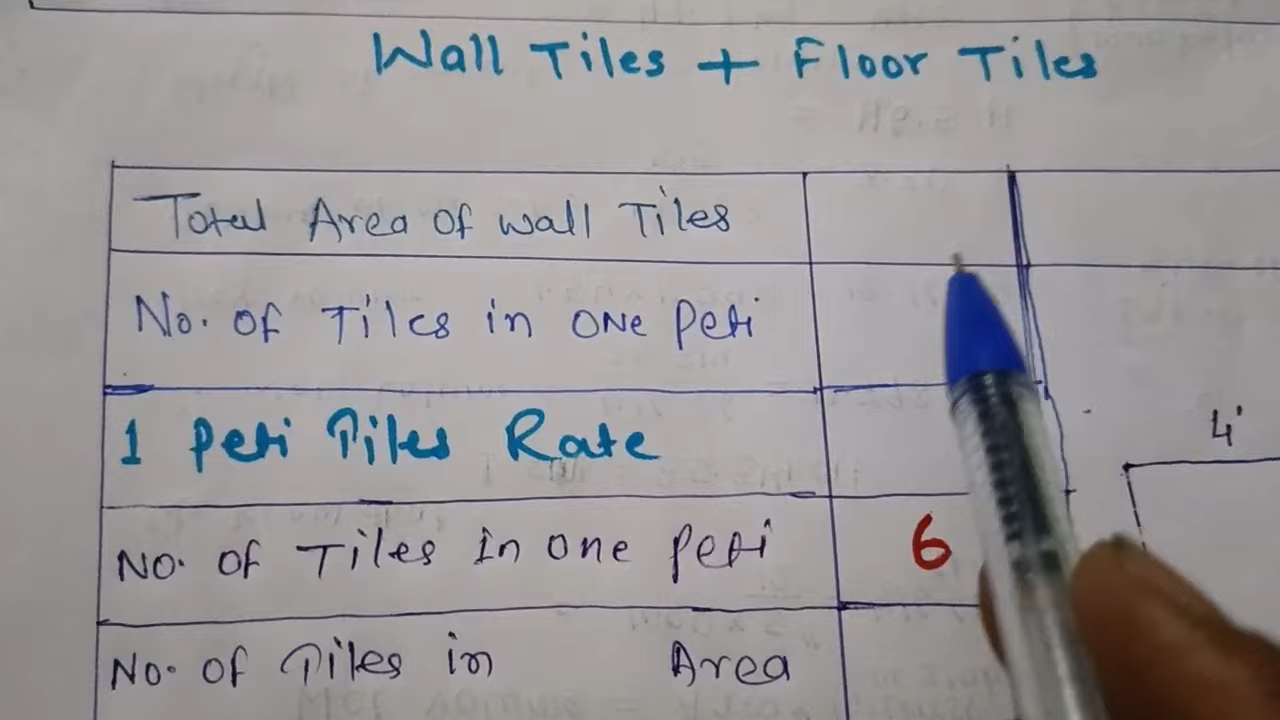 Wall Tiles + Floor Tiles
Total Area of wall Tiles
No. of Tiles in one Peti
1 Peti Tiles Rate
No. of Tiles in one Peti 6
4'
No. of Tiles in Area